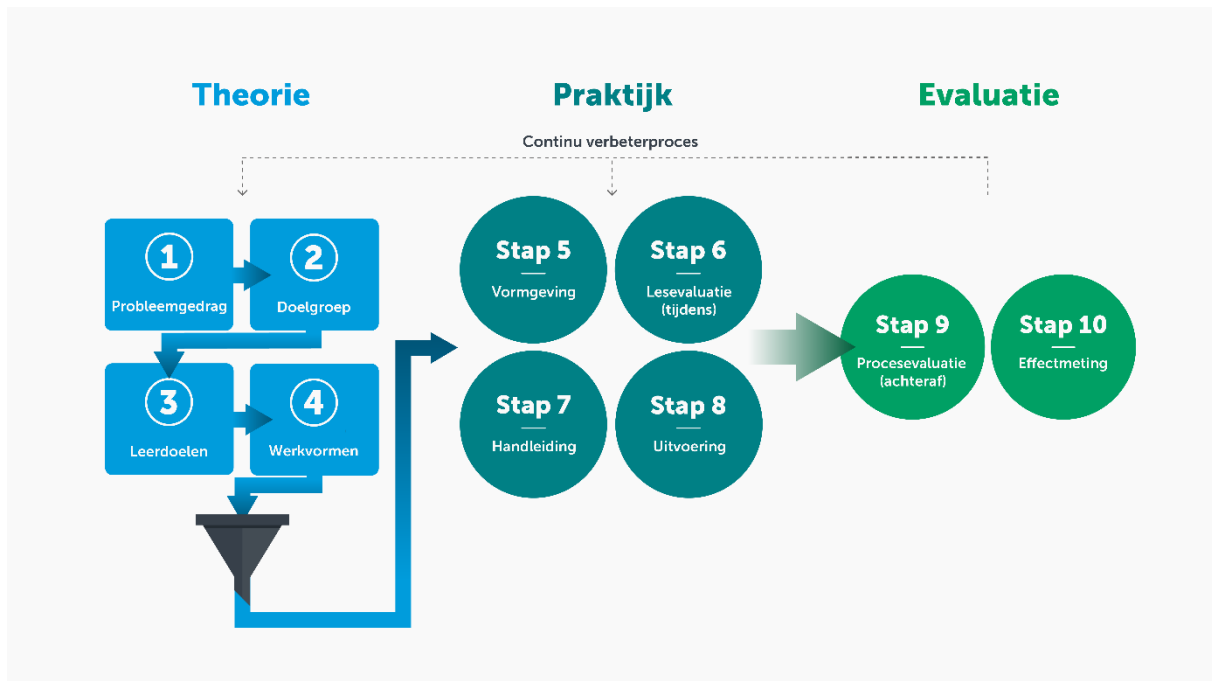 Theorie
Praktijk
Evaluatie
Continu verbeterproces
1
Probleemgedrag
2
Doelgroep
3
Leerdoelen
4
Werkvormen
Stap 5
Vormgeving
Stap 6
Lesevaluatie
(tijdens)
Stap 7
Handleiding
Stap 8
Uitvoering
Stap 9
Procesevaluatie
(achteraf)
Stap 10
Effectmeting